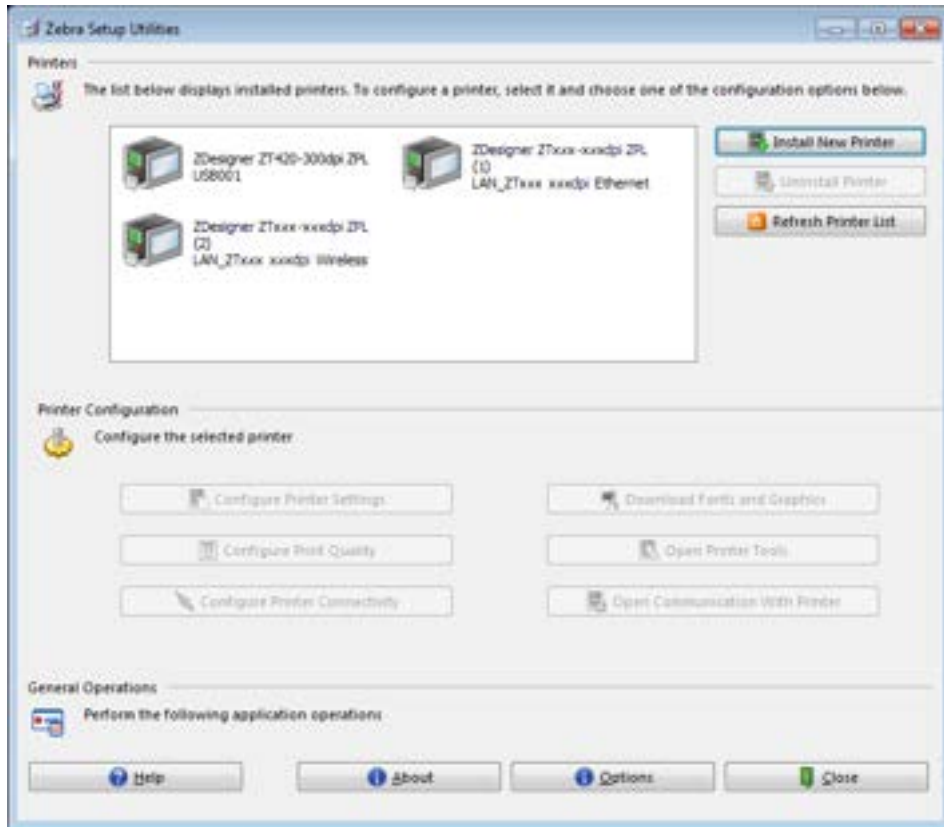 Zebra Setup Utilities
Printers
The list below displays installed printers. To configure a printer, select it and choose one of the configuration options below.
ZDesigner ZT420-300dpi ZPL
USB001
ZDesigner ZTxxx-xxxdpi ZPL
(1)
LAN_ZTxxx xxxdpi Ethernet
ZDesigner ZTxxx-xxxdpi ZPL
(2)
LAN_ZTxxx xxxdpi Wireless
Install New Printer
Uninstall Printer
Refresh Printer List
Printer Configuration
Configure the selected printer
Configure Printer Settings
Download Fonts and Graphics
Configure Print Quality
Open Printer Tools
Configure Printer Connectivity
Open Communication With Printer
General Operations
Perform the following application operations
Help
About
Options
Close